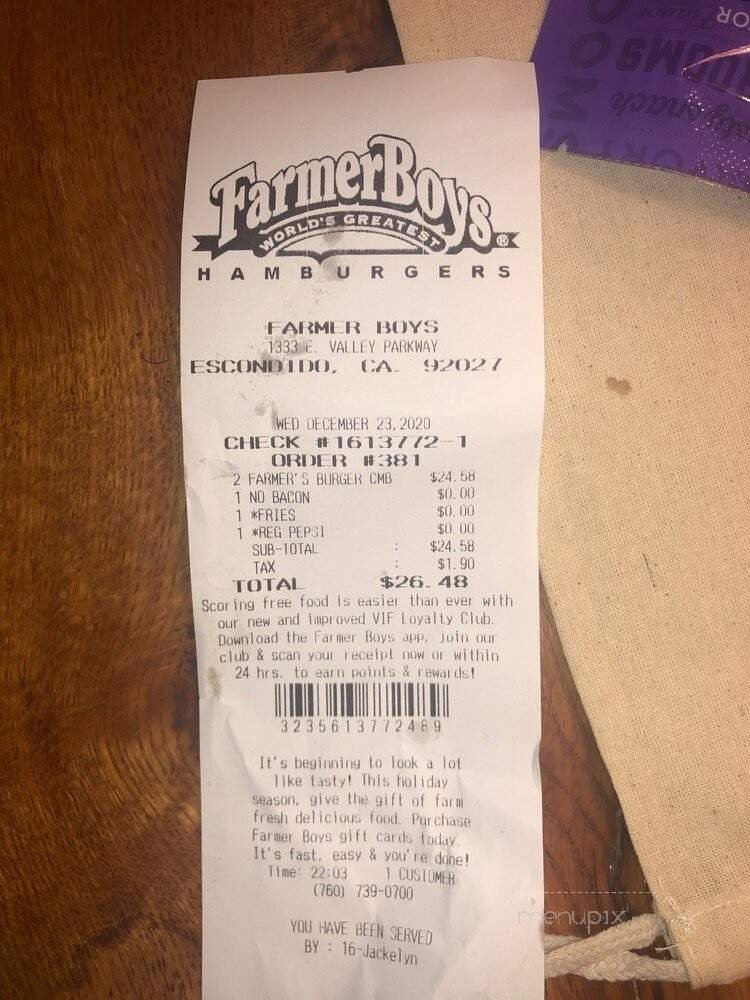 FarmerBoys®
WORLD'S GREATEST
HAMBURGERS
FARMER BOYS
1333 E. VALLEY PARKWAY
ESCONDIDO, CA. 92027
WED DECEMBER 23, 2020
CHECK #1613772-1
ORDER #381
2 FARMER'S BURGER CMB $24.58
1 NO BACON $0.00
1 *FRIES $0.00
1 *REG PEPSI $0.00
SUB-TOTAL : $24.58
TAX : $1.90
TOTAL $26.48
Scoring free food is easier than ever with
our new and improved VIF Loyalty Club.
Download the Farmer Boys app, join our
club & scan your receipt now or within
24 hrs. to earn points & rewards!
3235613772489
It's beginning to look a lot
like tasty! This holiday
season, give the gift of farm
fresh delicious food. Purchase
Farmer Boys gift cards today.
It's fast, easy & you're done!
Time: 22:03 1 CUSTOMER
(760) 739-0700
YOU HAVE BEEN SERVED
BY : 16-Jackelyn
menupix